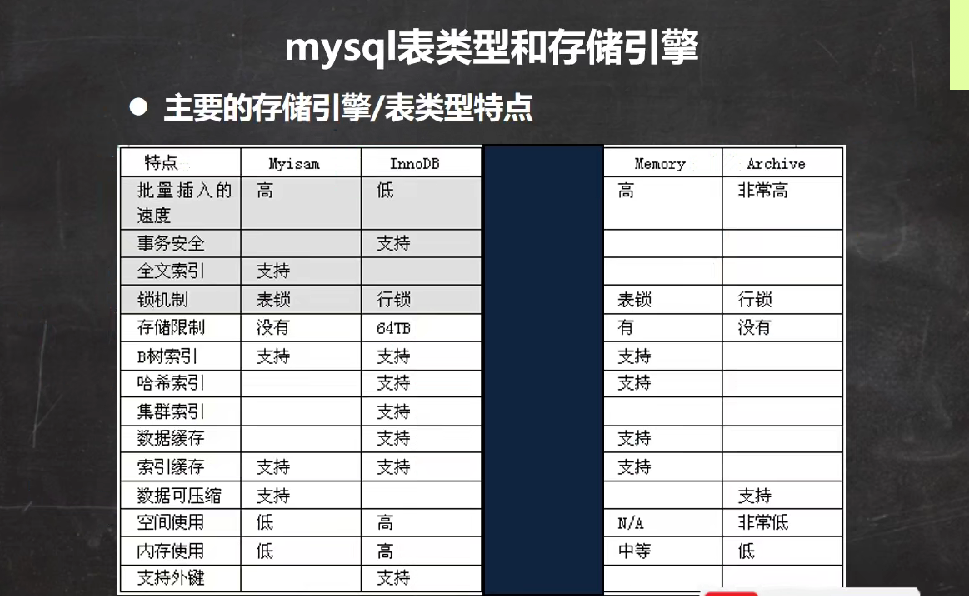 mysql表类型和存储引擎
● 主要的存储引擎/表类型特点
特点 Myisam InnoDB Memory Archive
批量插入的 高 低 高 非常高
速度
事务安全 支持
全文索引 支持
锁机制 表锁 行锁 表锁 行锁
存储限制 没有 64TB 有 没有
B树索引 支持 支持 支持
哈希索引 支持 支持
集群索引 支持
数据缓存 支持 支持
索引缓存 支持 支持 支持
数据可压缩 支持 支持
空间使用 低 高 N/A 非常低
内存使用 低 高 中等 低
支持外键 支持